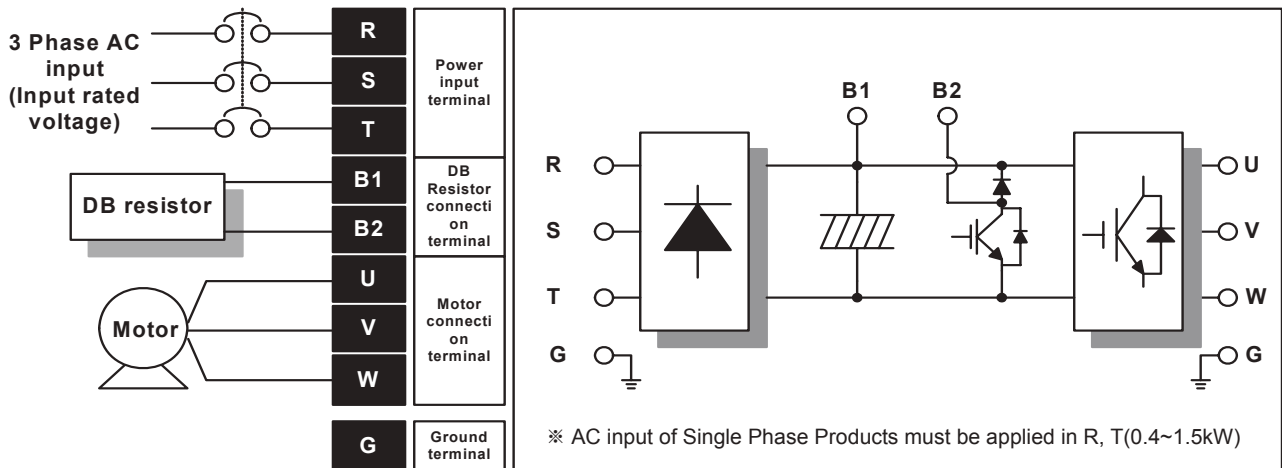 3 Phase AC
input
(Input rated
voltage)
R
S
T
Power
input
terminal
DB resistor
B1
B2
DB
Resistor
connecti
on
terminal
Motor
U
V
W
Motor
connecti
on
terminal
G
Ground
terminal
B1 B2
R
S
T
G
U
V
W
G
※ AC input of Single Phase Products must be applied in R, T(0.4~1.5kW)